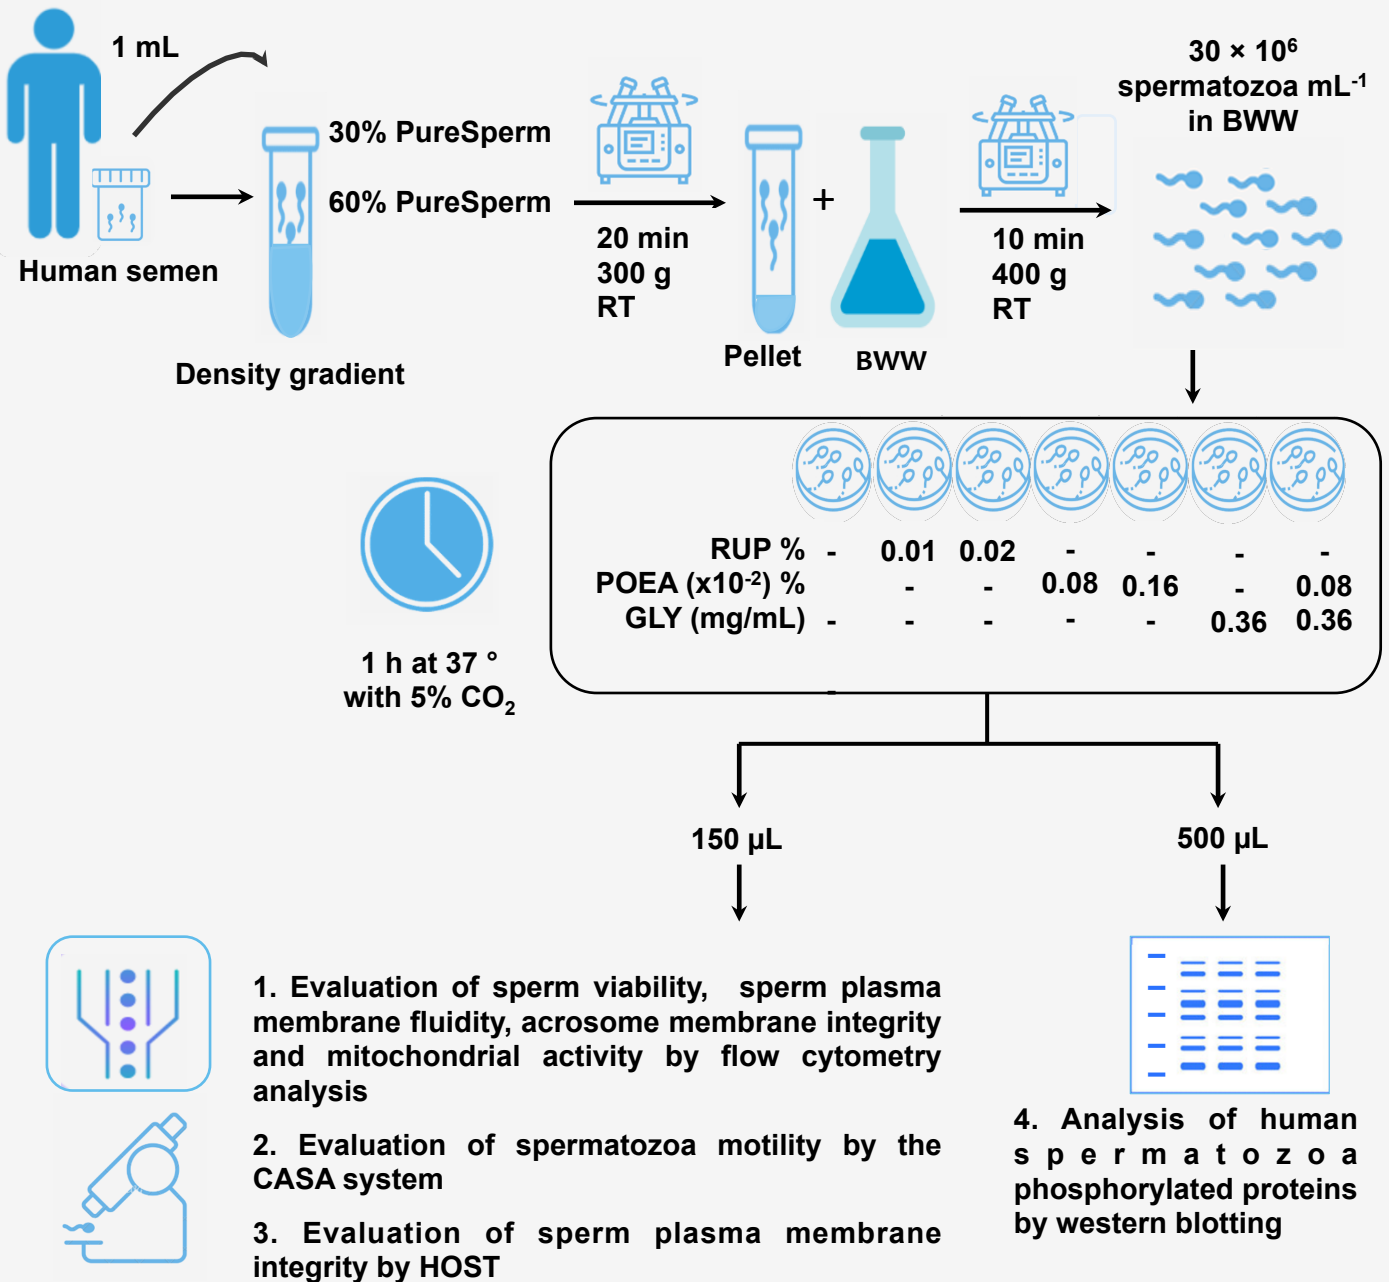 1 mL
30 × 10⁶
spermatozoa mL⁻¹
in BWW
30% PureSperm
60% PureSperm
+
20 min
300 g
RT
10 min
400 g
RT
Human semen
Density gradient
Pellet
BWW
RUP % - 0.01 0.02 - - - -
POEA (x10⁻²) % - - 0.08 0.16 - 0.08
GLY (mg/mL) - - - - - 0.36 0.36
-
1 h at 37 °
with 5% CO₂
150 µL
500 µL
1. Evaluation of sperm viability, sperm plasma
membrane fluidity, acrosome membrane integrity
and mitochondrial activity by flow cytometry
analysis
2. Evaluation of spermatozoa motility by the
CASA system
3. Evaluation of sperm plasma membrane
integrity by HOST
4. Analysis of human
spermatozoa
phosphorylated proteins
by western blotting